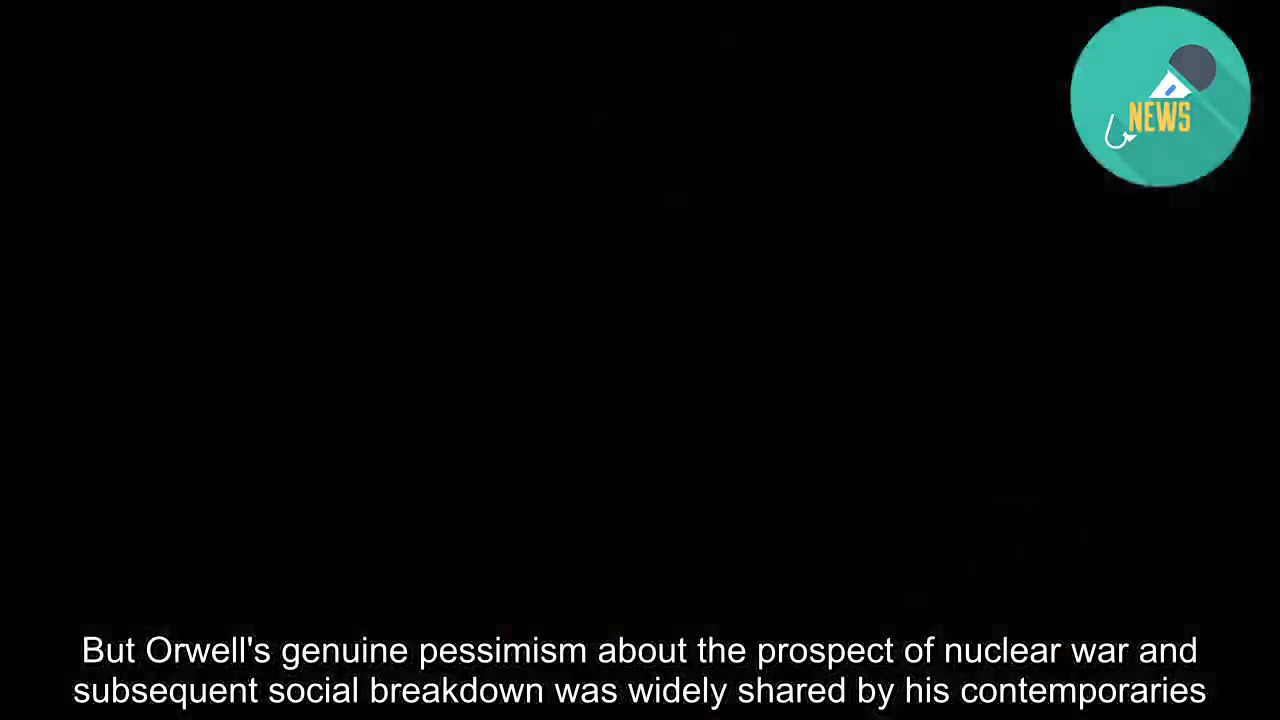 NEWS
But Orwell's genuine pessimism about the prospect of nuclear war and
subsequent social breakdown was widely shared by his contemporaries